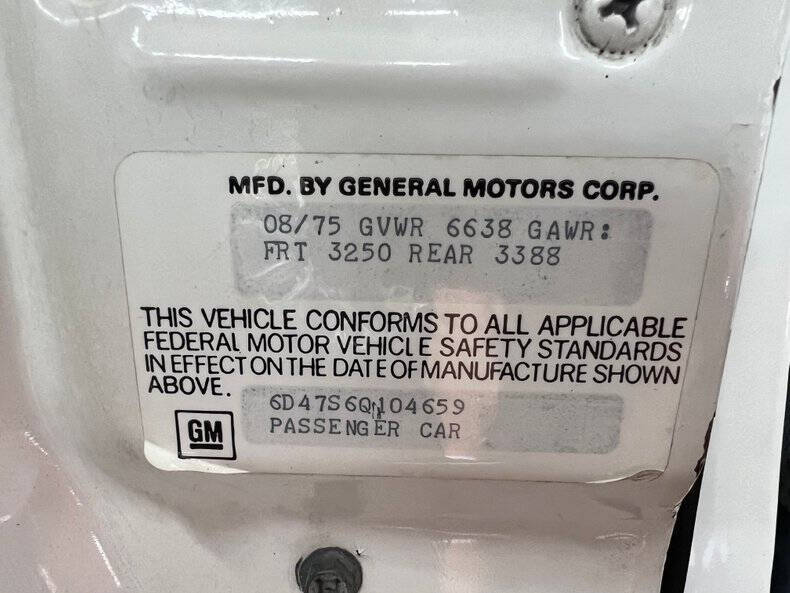 MFD. BY GENERAL MOTORS CORP.
08/75 GVWR 6638 GAWR:
FRT 3250 REAR 3388
THIS VEHICLE CONFORMS TO ALL APPLICABLE
FEDERAL MOTOR VEHICLE SAFETY STANDARDS
IN EFFECT ON THE DATE OF MANUFACTURE SHOWN
ABOVE.
6D47S6Q104659
PASSENGER CAR
GM